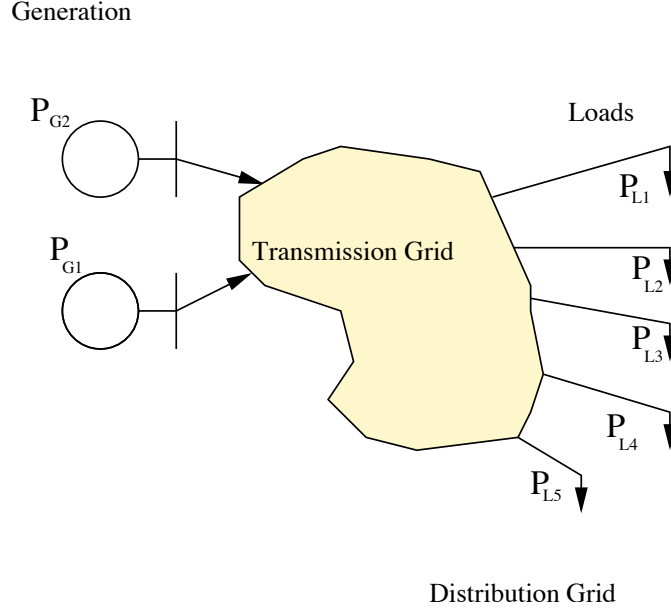 Generation
P_G2
Loads
P_L1
P_G1
Transmission Grid
P_L2
P_L3
P_L4
P_L5
Distribution Grid